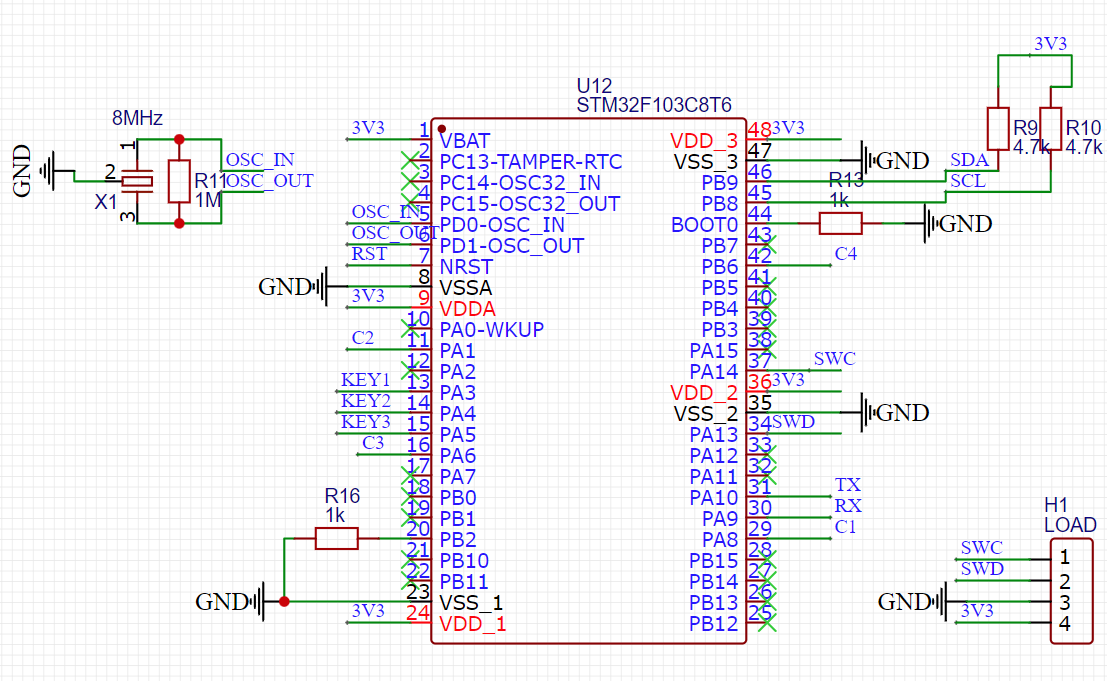 3V3
U12
STM32F103C8T6
8MHz
1
2
3
X1
GND
R11
1M
OSC_IN
OSC_OUT
3V3
1
VBAT
2
PC13-TAMPER-RTC
3
PC14-OSC32_IN
4
PC15-OSC32_OUT
OSC_IN
5
PD0-OSC_IN
OSC_OUT
6
PD1-OSC_OUT
RST
7
NRST
GND
8
VSSA
3V3
9
VDDA
10
PA0-WKUP
C2
11
PA1
12
PA2
KEY1
13
PA3
KEY2
14
PA4
KEY3
15
PA5
C3
16
PA6
17
PA7
18
PB0
19
PB1
R16
1k
20
PB2
21
PB10
22
PB11
GND
23
VSS_1
3V3
24
VDD_1
VDD_3
48
3V3
VSS_3
47
GND
PB9
46
SDA
PB8
45
SCL
R9
4.7k
R10
4.7k
BOOT0
44
R13
1k
GND
PB7
43
PB6
42
C4
PB5
41
PB4
40
PB3
39
PA15
38
PA14
37
SWC
VDD_2
36
3V3
VSS_2
35
GND
PA13
34
SWD
PA12
33
PA11
32
PA10
31
TX
PA9
30
RX
PA8
29
C1
PB15
28
PB14
27
PB13
26
PB12
25
H1
LOAD
SWC
1
SWD
2
GND
3
3V3
4